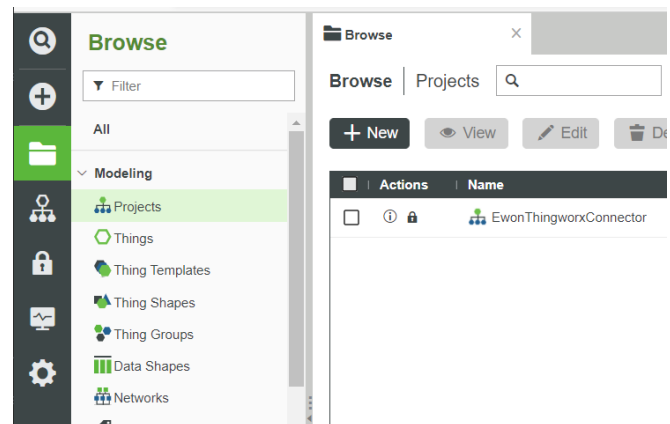 Browse
Filter
All
Modeling
Projects
Things
Thing Templates
Thing Shapes
Thing Groups
Data Shapes
Networks
Browse
Browse | Projects
New View Edit De
Actions Name
EwonThingworxConnector